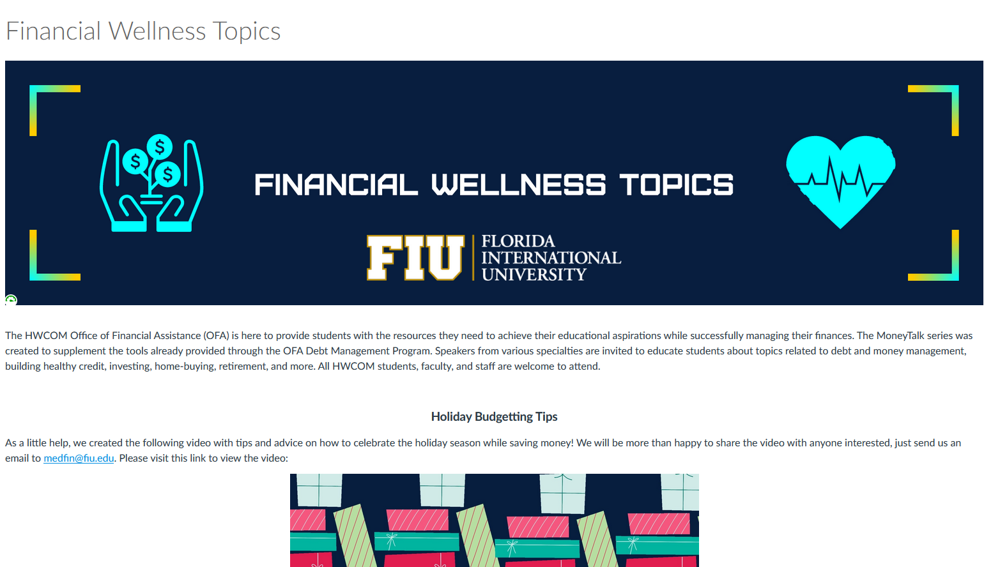 Financial Wellness Topics
$
$
$
FINANCIAL WELLNESS TOPICS
FIU
FLORIDA
INTERNATIONAL
UNIVERSITY
The HWCOM Office of Financial Assistance (OFA) is here to provide students with the resources they need to achieve their educational aspirations while successfully managing their finances. The MoneyTalk series was
created to supplement the tools already provided through the OFA Debt Management Program. Speakers from various specialties are invited to educate students about topics related to debt and money management,
building healthy credit, investing, home-buying, retirement, and more. All HWCOM students, faculty, and staff are welcome to attend.
Holiday Budgetting Tips
As a little help, we created the following video with tips and advice on how to celebrate the holiday season while saving money! We will be more than happy to share the video with anyone interested, just send us an
email to medfin@fiu.edu. Please visit this link to view the video: